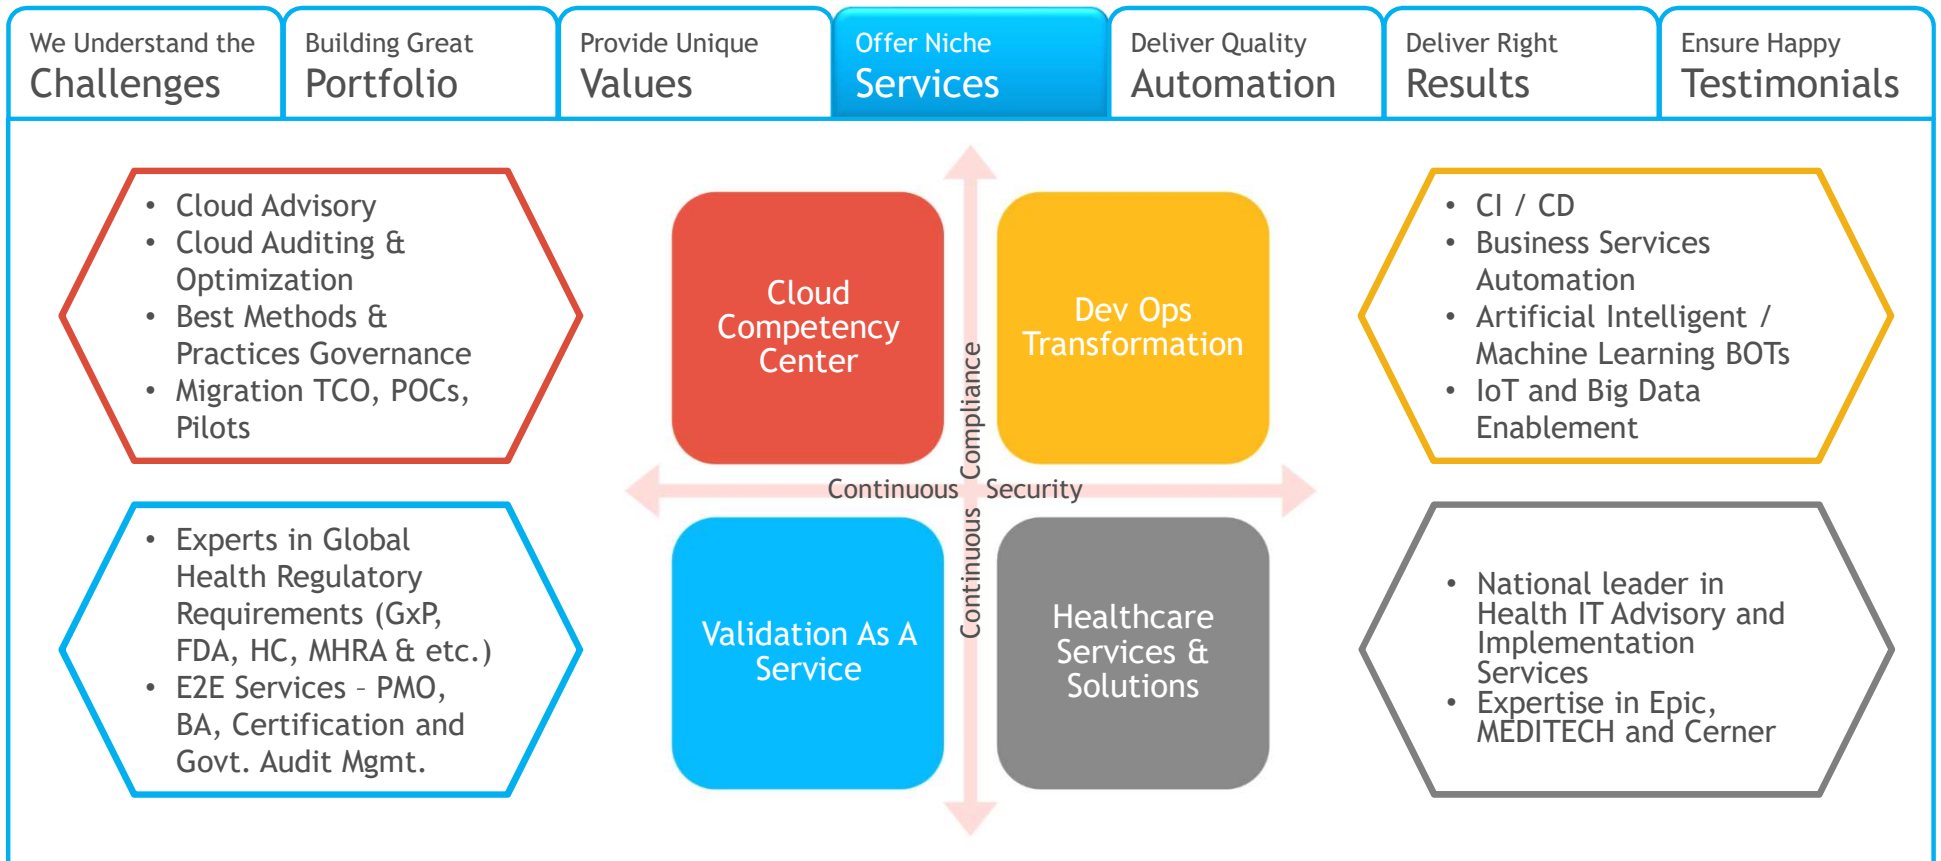 We Understand the
Challenges
Building Great
Portfolio
Provide Unique
Values
Offer Niche
Services
Deliver Quality
Automation
Deliver Right
Results
Ensure Happy
Testimonials
• Cloud Advisory
• Cloud Auditing &
Optimization
• Best Methods &
Practices Governance
• Migration TCO, POCs,
Pilots
Cloud
Competency
Center
Dev Ops
Transformation
• CI / CD
• Business Services
Automation
• Artificial Intelligent /
Machine Learning BOTs
• IoT and Big Data
Enablement
Continuous Security
Continuous Compliance
• Experts in Global
Health Regulatory
Requirements (GxP,
FDA, HC, MHRA & etc.)
• E2E Services – PMO,
BA, Certification and
Govt. Audit Mgmt.
Validation As A
Service
Healthcare
Services &
Solutions
• National leader in
Health IT Advisory and
Implementation
Services
• Expertise in Epic,
MEDITECH and Cerner